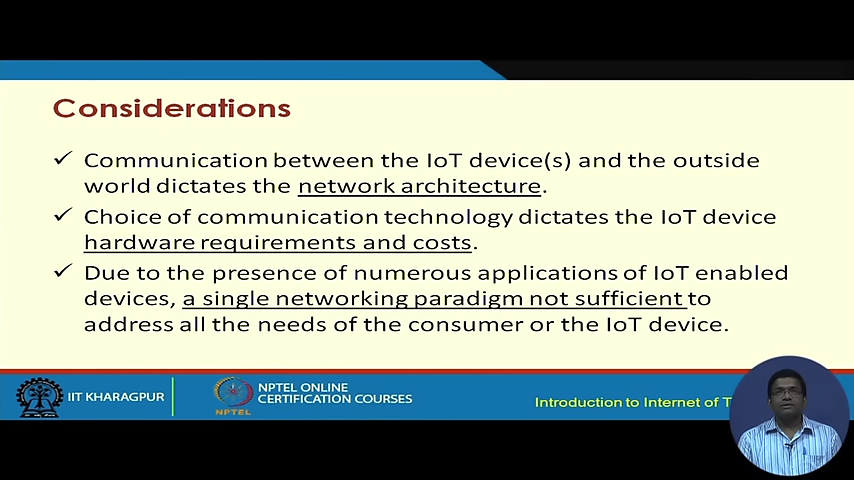 Considerations
✓ Communication between the IoT device(s) and the outside
world dictates the network architecture.
✓ Choice of communication technology dictates the IoT device
hardware requirements and costs.
✓ Due to the presence of numerous applications of IoT enabled
devices, a single networking paradigm not sufficient to
address all the needs of the consumer or the IoT device.
IIT KHARAGPUR
NPTEL
NPTEL ONLINE
CERTIFICATION COURSES
Introduction to Internet of T